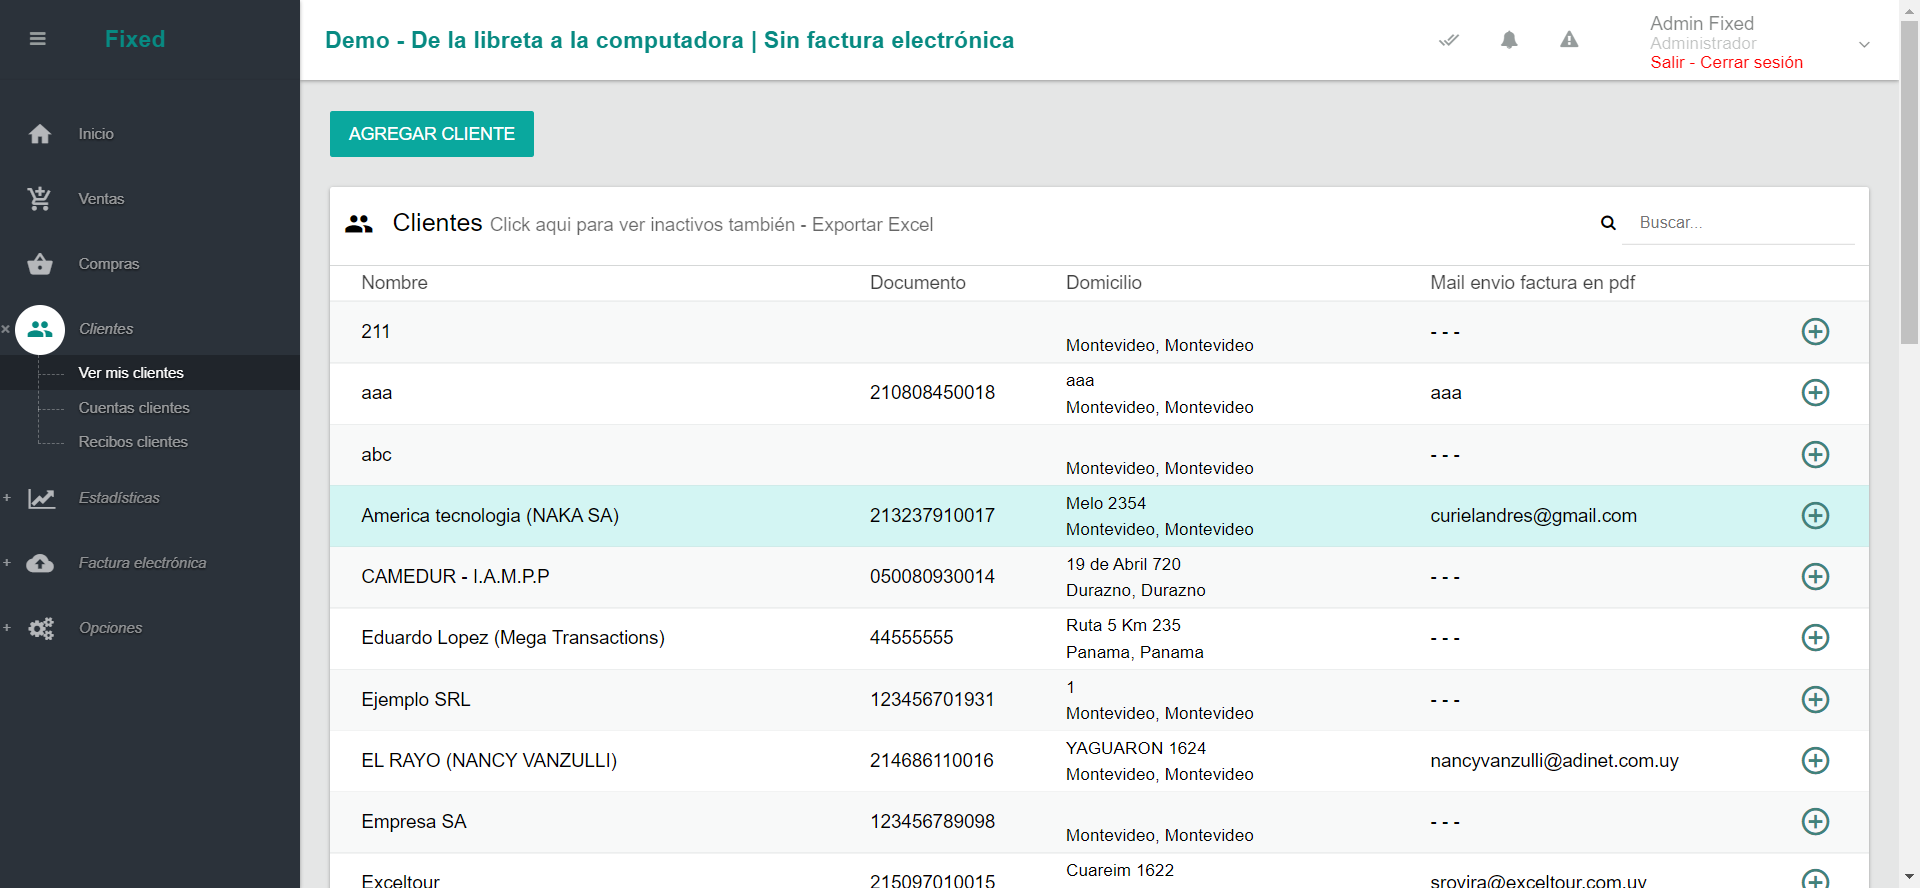 Fixed
Demo - De la libreta a la computadora | Sin factura electrónica
Admin Fixed
Administrador
Salir - Cerrar sesión
Inicio
Ventas
Compras
Clientes
Ver mis clientes
Cuentas clientes
Recibos clientes
Estadísticas
Factura electrónica
Opciones
AGREGAR CLIENTE
Clientes Click aqui para ver inactivos también - Exportar Excel
Buscar...
Nombre Documento Domicilio Mail envio factura en pdf
211 Montevideo, Montevideo - - -
aaa 210808450018 aaa
Montevideo, Montevideo aaa
abc Montevideo, Montevideo - - -
America tecnologia (NAKA SA) 213237910017 Melo 2354
Montevideo, Montevideo curielandres@gmail.com
CAMEDUR - I.A.M.P.P 050080930014 19 de Abril 720
Durazno, Durazno - - -
Eduardo Lopez (Mega Transactions) 44555555 Ruta 5 Km 235
Panama, Panama - - -
Ejemplo SRL 123456701931 1
Montevideo, Montevideo - - -
EL RAYO (NANCY VANZULLI) 214686110016 YAGUARON 1624
Montevideo, Montevideo nancyvanzulli@adinet.com.uy
Empresa SA 123456789098 Montevideo, Montevideo - - -
Exceltour 215097010015 Cuareim 1622
srovira@exceltour.com.uy